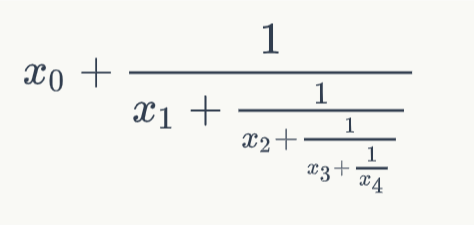 x₀ + 1
x₁ + 1
x₂ + 1
x₃ + 1
x₄